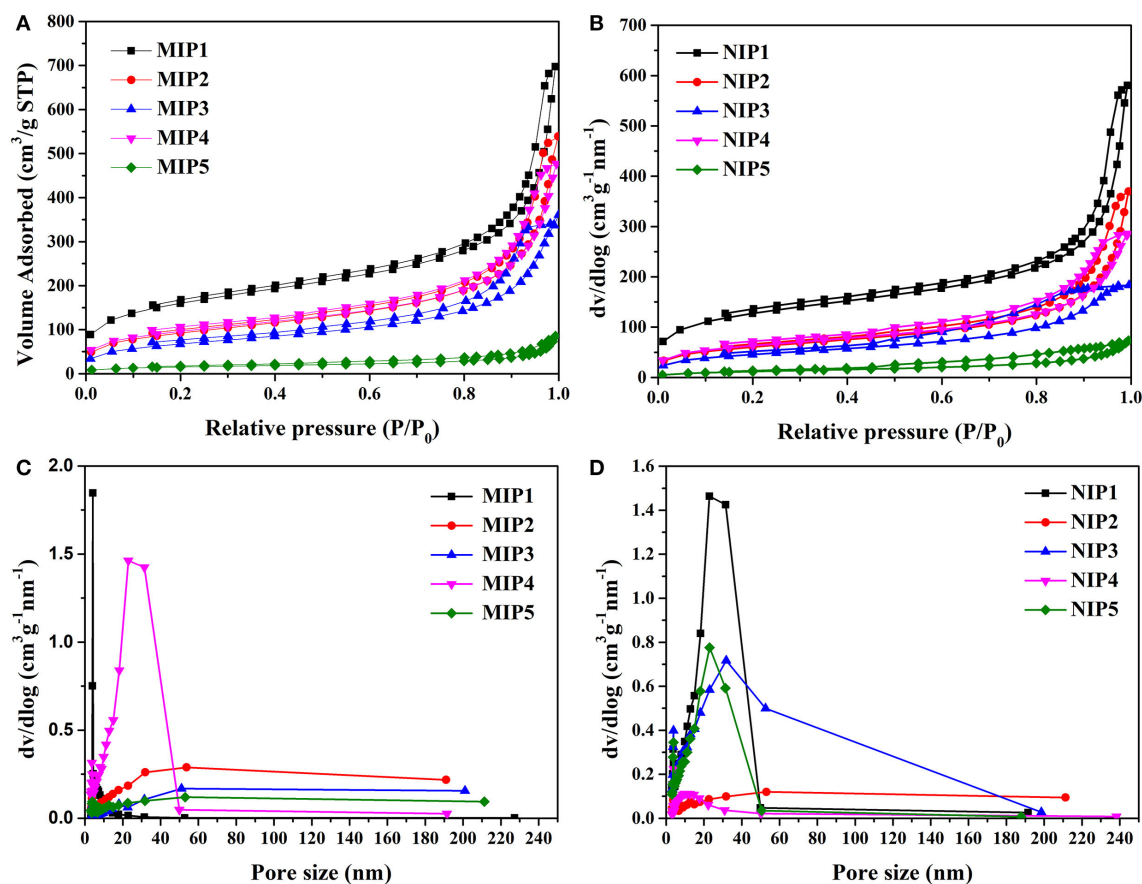 A
800
700
600
500
400
300
200
100
0
Volume Adsorbed (cm³/g STP)
MIP1
MIP2
MIP3
MIP4
MIP5
0.0 0.2 0.4 0.6 0.8 1.0
Relative pressure (P/P₀)
B
700
600
500
400
300
200
100
0
dv/dlog (cm³g⁻¹nm⁻¹)
NIP1
NIP2
NIP3
NIP4
NIP5
0.0 0.2 0.4 0.6 0.8 1.0
Relative pressure (P/P₀)
C
2.0
1.5
1.0
0.5
0.0
dv/dlog (cm³g⁻¹nm⁻¹)
MIP1
MIP2
MIP3
MIP4
MIP5
0 20 40 60 80 100 120 140 160 180 200 220 240
Pore size (nm)
D
1.6
1.4
1.2
1.0
0.8
0.6
0.4
0.2
0.0
dv/dlog (cm³g⁻¹nm⁻¹)
NIP1
NIP2
NIP3
NIP4
NIP5
0 20 40 60 80 100 120 140 160 180 200 220 240
Pore size (nm)